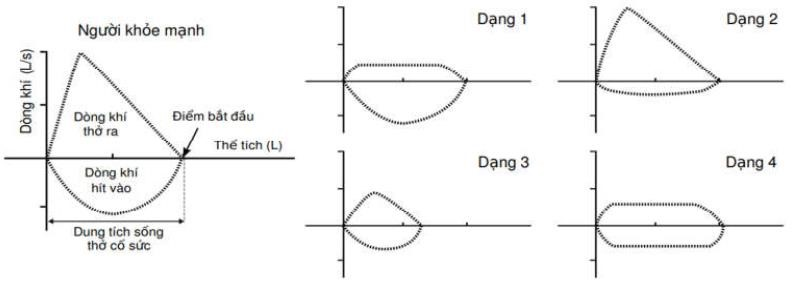 Người khỏe mạnh
Dòng khí (L/s)
Dòng khí
thở ra
Điểm bắt đầu
Thể tích (L)
Dòng khí
hít vào
Dung tích sống
thở cố sức
Dạng 1
Dạng 2
Dạng 3
Dạng 4